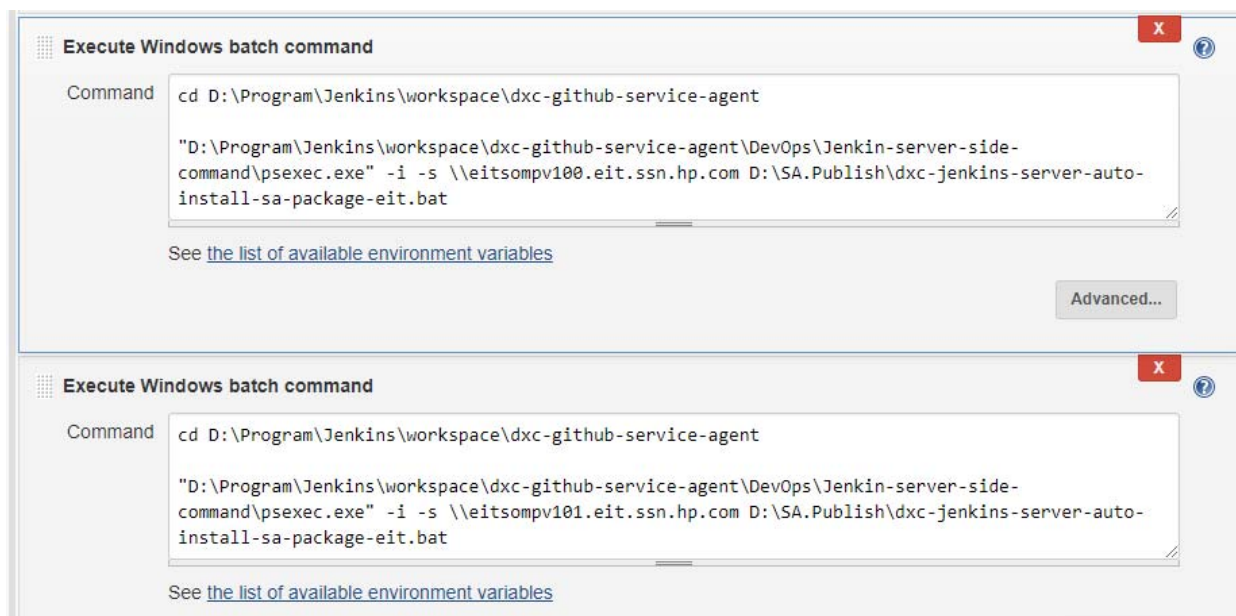 X
Execute Windows batch command
?
Command
cd D:\Program\Jenkins\workspace\dxc-github-service-agent
"D:\Program\Jenkins\workspace\dxc-github-service-agent\DevOps\Jenkin-server-side-
command\psexec.exe" -i -s \\eitsompv100.eit.ssn.hp.com D:\SA.Publish\dxc-jenkins-server-auto-
install-sa-package-eit.bat
See the list of available environment variables
Advanced...
X
Execute Windows batch command
?
Command
cd D:\Program\Jenkins\workspace\dxc-github-service-agent
"D:\Program\Jenkins\workspace\dxc-github-service-agent\DevOps\Jenkin-server-side-
command\psexec.exe" -i -s \\eitsompv101.eit.ssn.hp.com D:\SA.Publish\dxc-jenkins-server-auto-
install-sa-package-eit.bat
See the list of available environment variables